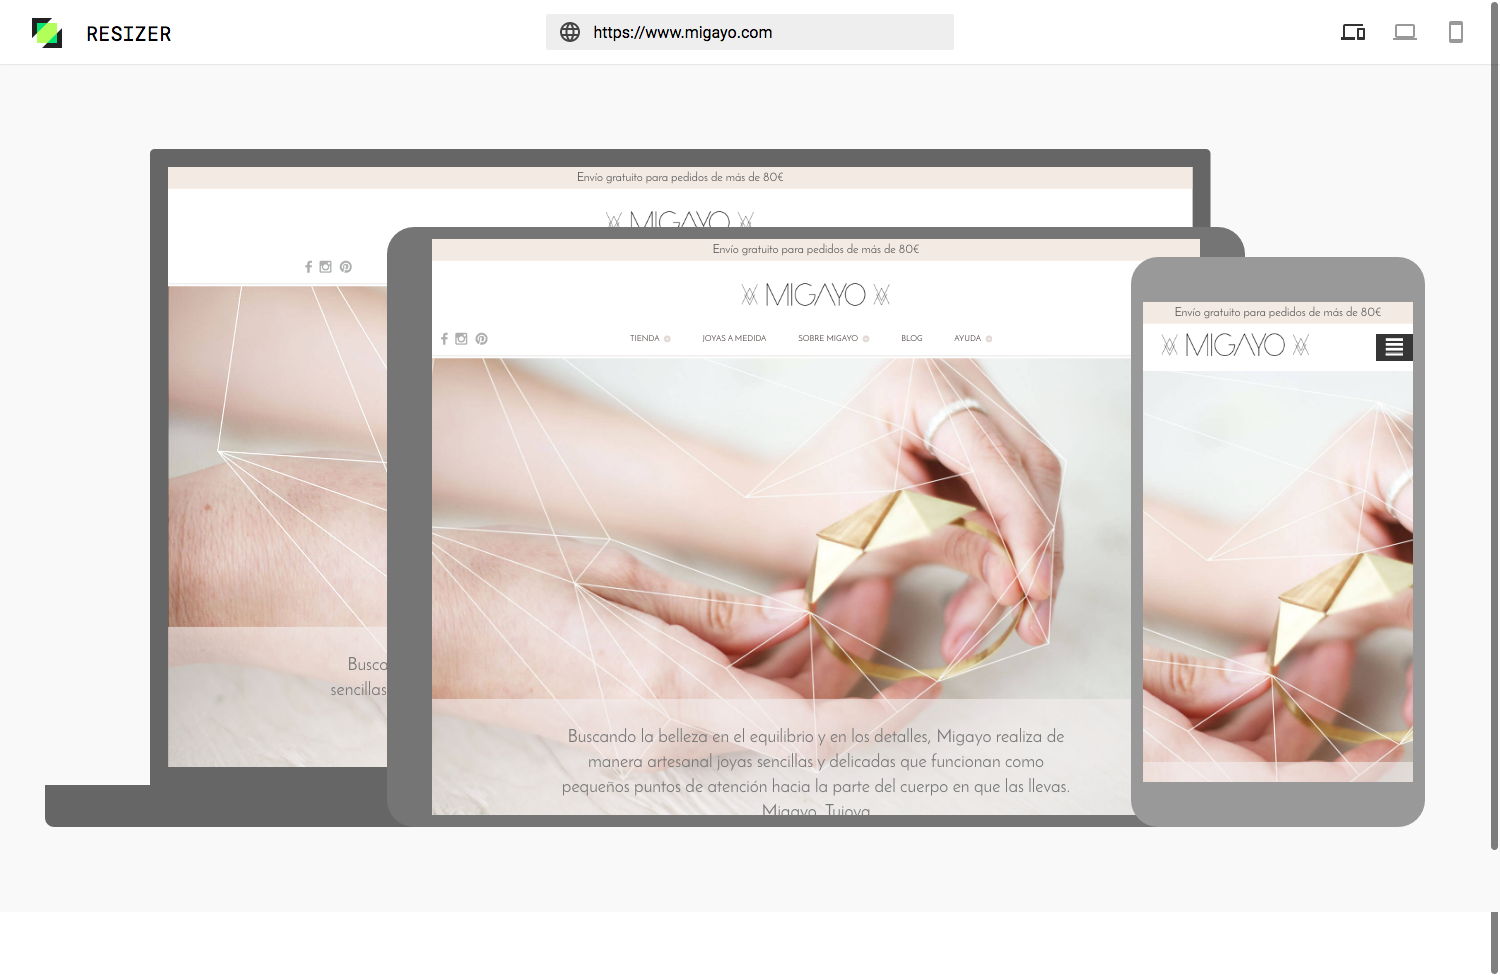 RESIZER
https://www.migayo.com
Envío gratuito para pedidos de más de 80€
MIGAYO
Busca
sencillas
Envío gratuito para pedidos de más de 80€
MIGAYO
TIENDA
JOYAS A MEDIDA
SOBRE MIGAYO
BLOG
AYUDA
Buscando la belleza en el equilibrio y en los detalles, Migayo realiza de
manera artesanal joyas sencillas y delicadas que funcionan como
pequeños puntos de atención hacia la parte del cuerpo en que las llevas.
Migayo. Tujoya
Envío gratuito para pedidos de más de 80€
MIGAYO